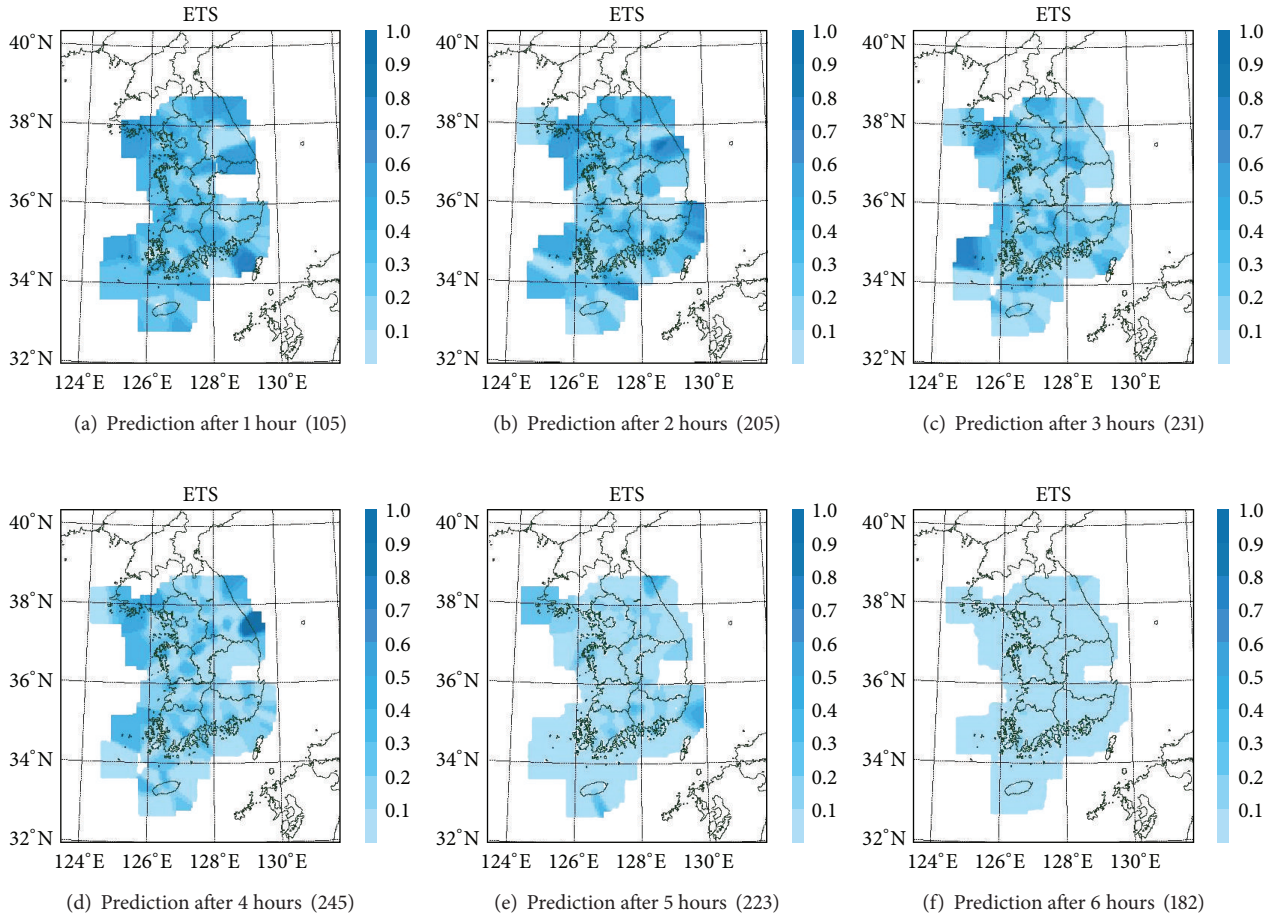 ETS
40°N
38°N
36°N
34°N
32°N
124°E 126°E 128°E 130°E
1.0
0.9
0.8
0.7
0.6
0.5
0.4
0.3
0.2
0.1
(a) Prediction after 1 hour (105)
ETS
40°N
38°N
36°N
34°N
32°N
124°E 126°E 128°E 130°E
1.0
0.9
0.8
0.7
0.6
0.5
0.4
0.3
0.2
0.1
(b) Prediction after 2 hours (205)
ETS
40°N
38°N
36°N
34°N
32°N
124°E 126°E 128°E 130°E
1.0
0.9
0.8
0.7
0.6
0.5
0.4
0.3
0.2
0.1
(c) Prediction after 3 hours (231)
ETS
40°N
38°N
36°N
34°N
32°N
124°E 126°E 128°E 130°E
1.0
0.9
0.8
0.7
0.6
0.5
0.4
0.3
0.2
0.1
(d) Prediction after 4 hours (245)
ETS
40°N
38°N
36°N
34°N
32°N
124°E 126°E 128°E 130°E
1.0
0.9
0.8
0.7
0.6
0.5
0.4
0.3
0.2
0.1
(e) Prediction after 5 hours (223)
ETS
40°N
38°N
36°N
34°N
32°N
124°E 126°E 128°E 130°E
1.0
0.9
0.8
0.7
0.6
0.5
0.4
0.3
0.2
0.1
(f) Prediction after 6 hours (182)